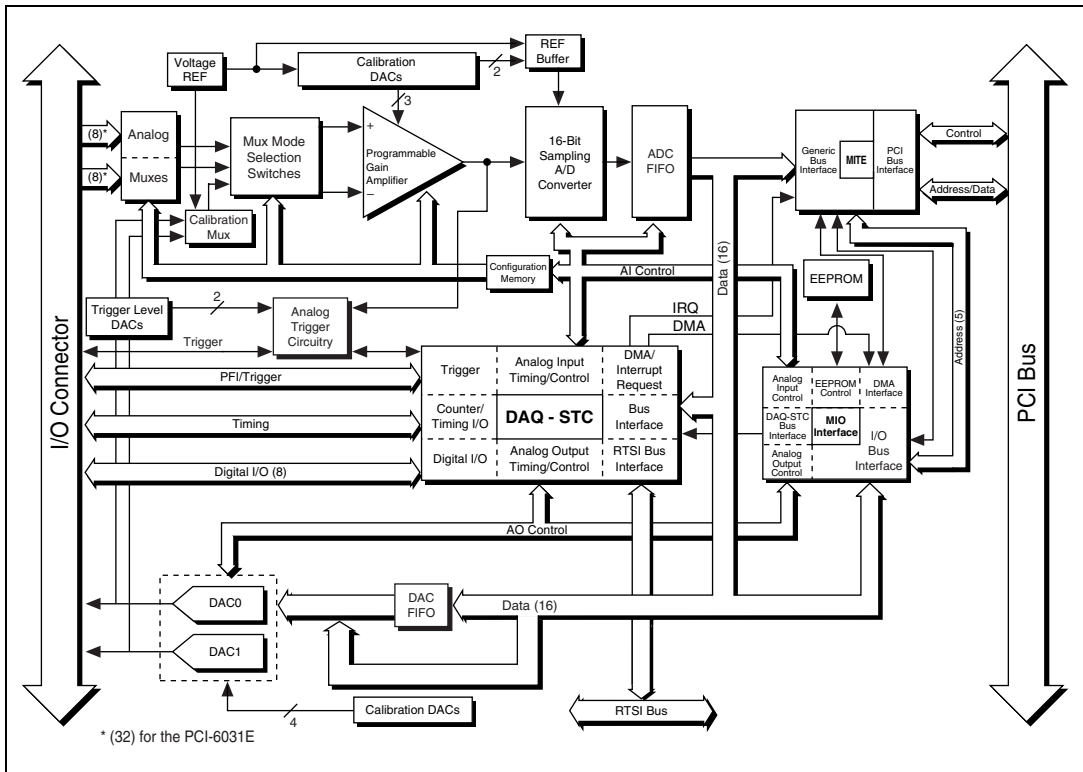 Voltage
REF
Calibration
DACs
2
REF
Buffer
3
(8)*
(8)*
Analog
Muxes
Mux Mode
Selection
Switches
+
Programmable
Gain
Amplifier
–
16-Bit
Sampling
A/D
Converter
ADC
FIFO
Generic
Bus
Interface
MITE
PCI
Bus
Interface
Control
Address/Data
Calibration
Mux
Configuration
Memory
AI Control
Data (16)
EEPROM
Address (5)
Trigger Level
DACs
2
Analog
Trigger
Circuitry
IRQ
DMA
Trigger
PFI/Trigger
Timing
Digital I/O (8)
I/O Connector
PCI Bus
Trigger
Analog Input
Timing/Control
DMA/
Interrupt
Request
Counter/
Timing I/O
DAQ - STC
Bus
Interface
Digital I/O
Analog Output
Timing/Control
RTSI Bus
Interface
Analog
Input
Control
EEPROM
Control
DMA
Interface
DAQ-STC
Bus
Interface
MIO
Interface
I/O
Bus
Interface
Analog
Output
Control
AO Control
DAC0
DAC
FIFO
Data (16)
DAC1
4
Calibration DACs
RTSI Bus
* (32) for the PCI-6031E